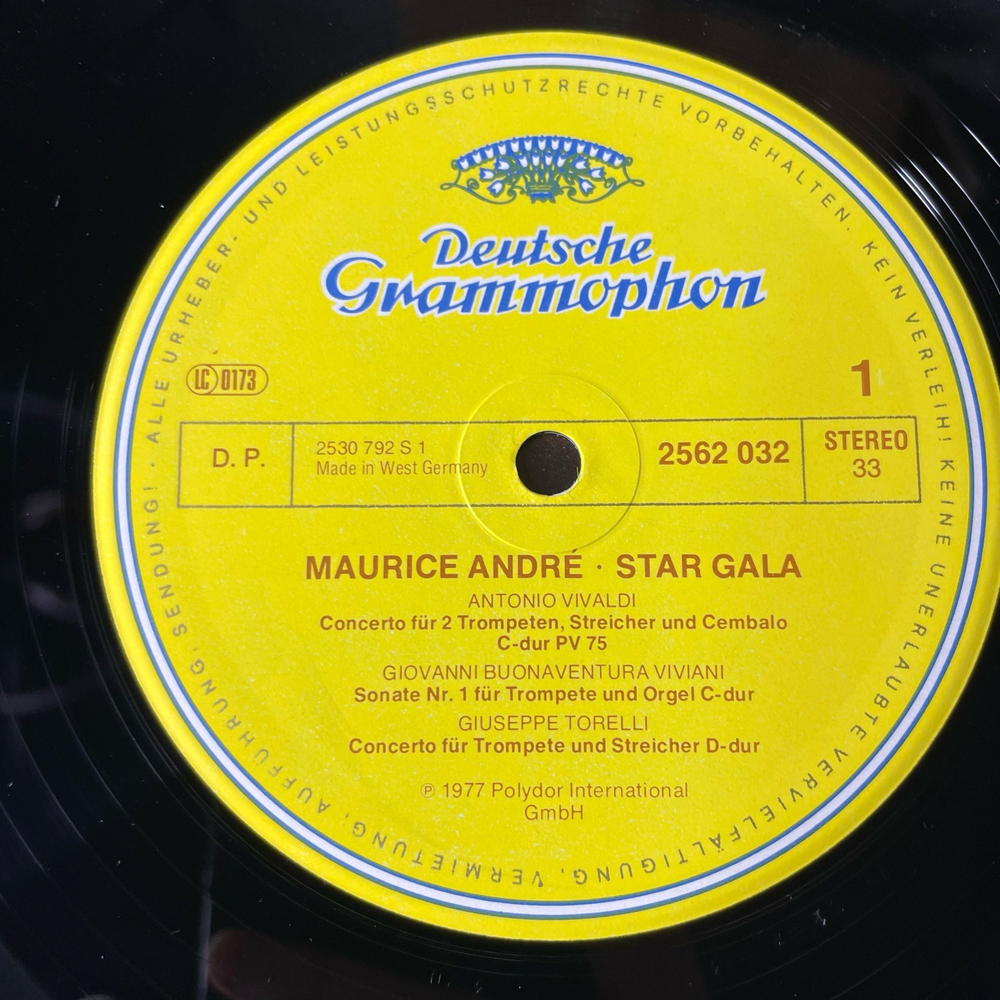 ALLE URHEBER- UND LEISTUNGSSCHUTZRECHTE VORBEHALTEN. KEIN VERLEIH! KEINE UNERLAUBTE VERVIELFÄLTIGUNG, VERMIETUNG, AUFFÜHRUNG, SENDUNG! ·
Deutsche
Grammophon
LC 0173
1
D. P.
2530 792 S 1
Made in West Germany
2562 032
STEREO
33
MAURICE ANDRÉ · STAR GALA
ANTONIO VIVALDI
Concerto für 2 Trompeten, Streicher und Cembalo
C-dur PV 75
GIOVANNI BUONAVENTURA VIVIANI
Sonate Nr. 1 für Trompete und Orgel C-dur
GIUSEPPE TORELLI
Concerto für Trompete und Streicher D-dur
℗ 1977 Polydor International
GmbH